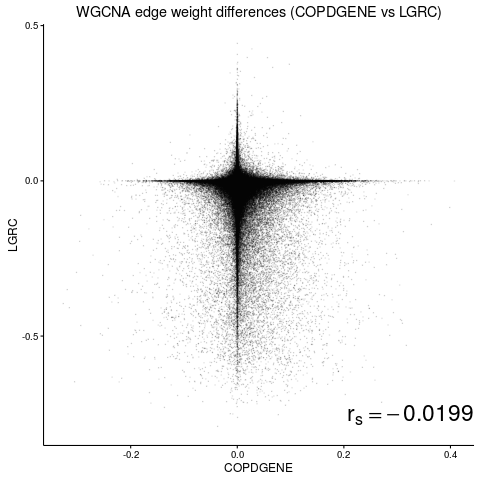 WGCNA edge weight differences (COPDGENE vs LGRC)
0.5
0.0
LGRC
-0.5
rs =−0.0199
-0.2 0.0 0.2 0.4
COPDGENE